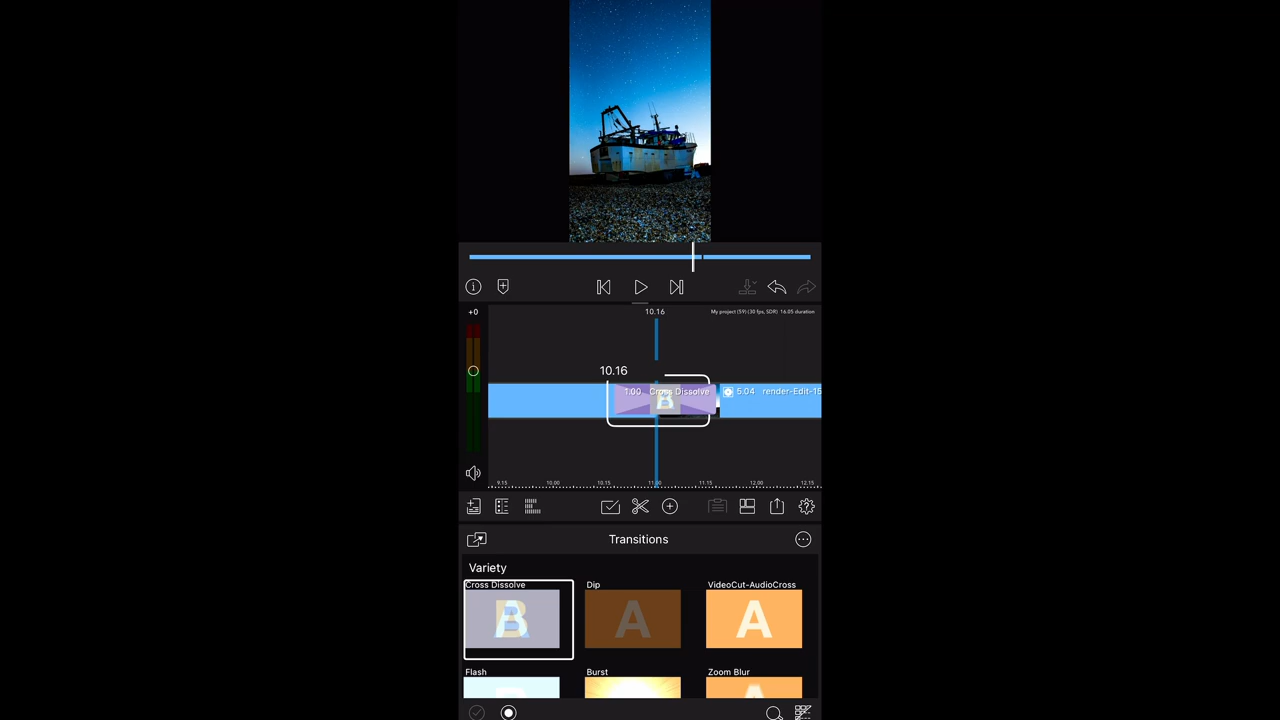 +0
10.16
My project (59) (30 fps, SDR) 16.05 duration
10.16
1.00 Cross Dissolve
5.04 render-Edit-15
9.15 10.00 10.15 11.00 11.15 12.00 12.15
Transitions
Variety
Cross Dissolve Dip VideoCut-AudioCross
A A
Flash Burst Zoom Blur